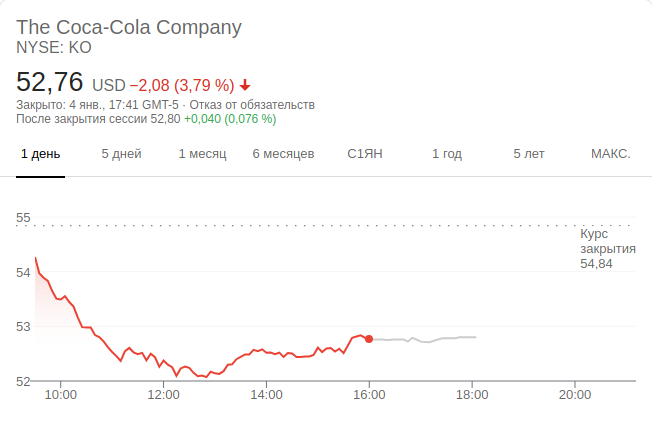 The Coca-Cola Company
NYSE: KO
52,76 USD −2,08 (3,79 %)
Закрыто: 4 янв., 17:41 GMT-5 · Отказ от обязательств
После закрытия сессии 52,80 +0,040 (0,076 %)
1 день 5 дней 1 месяц 6 месяцев С1ЯН 1 год 5 лет МАКС.
55
Курс
закрытия
54,84
54
53
52
10:00 12:00 14:00 16:00 18:00 20:00